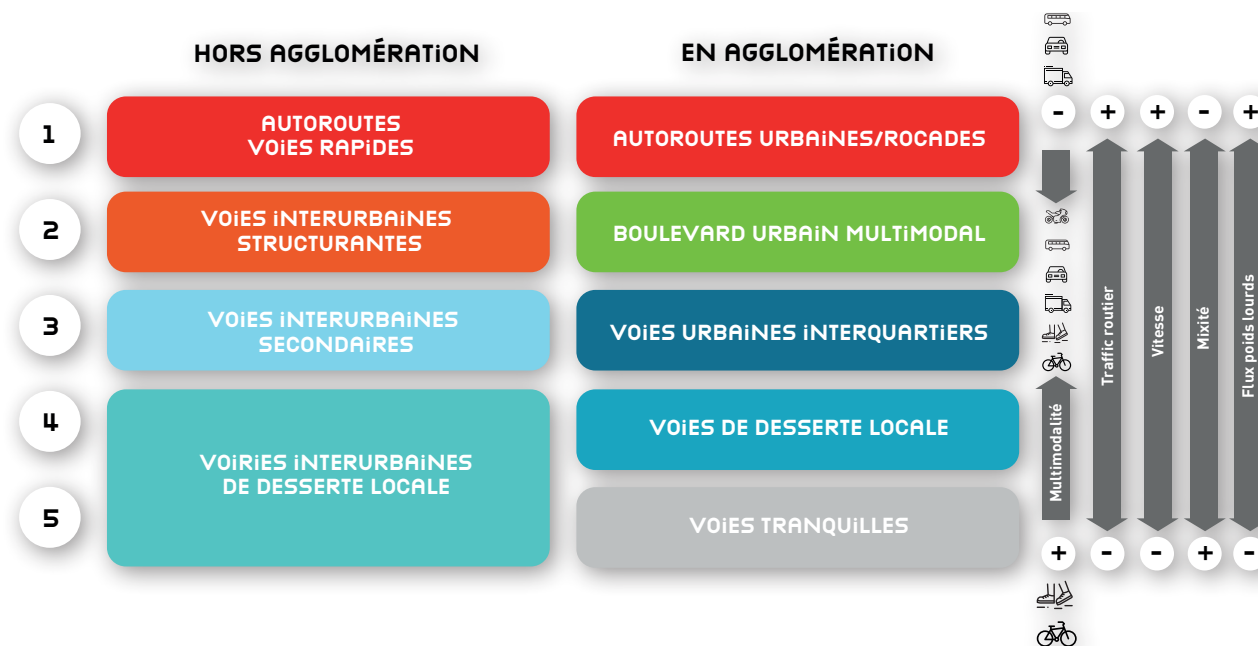 HORS AGGLOMÉRATiON
EN AGGLOMÉRATiON
- + + - +
1
AUTOROUTES
VOiES RAPiDES
AUTOROUTES URBAiNES/ROCADES
2
VOiES iNTERURBAiNES
STRUCTURANTES
BOULEVARD URBAiN MULTiMODAL
3
VOiES iNTERURBAiNES
SECONDAiRES
VOiES URBAiNES iNTERQUARTiERS
4
5
VOiRiES iNTERURBAiNES
DE DESSERTE LOCALE
VOiES DE DESSERTE LOCALE
VOiES TRANQUiLLES
Multimodalité
Traffic routier
Vitesse
Mixité
Flux poids lourds
+ - - + -